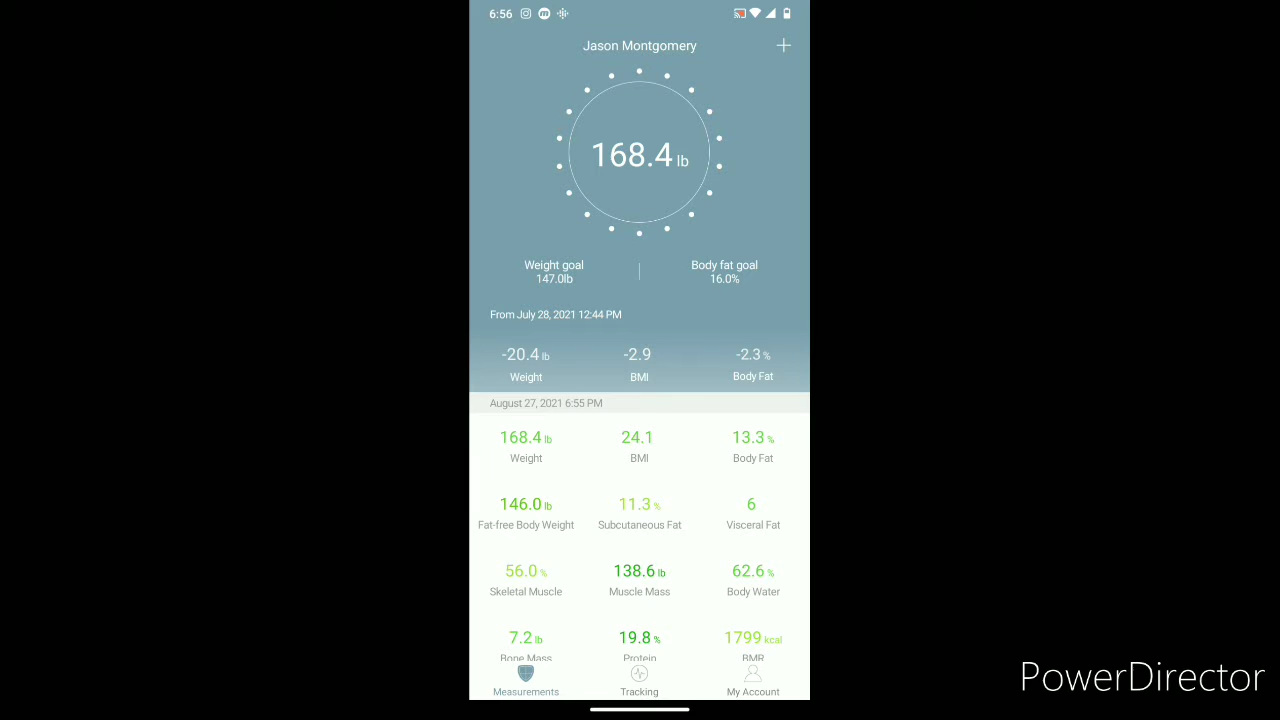 6:56
Jason Montgomery
168.4 lb
Weight goal Body fat goal
147.0lb 16.0%
From July 28, 2021 12:44 PM
-20.4 lb -2.9 -2.3 %
Weight BMI Body Fat
August 27, 2021 6:55 PM
168.4 lb 24.1 13.3 %
Weight BMI Body Fat
146.0 lb 11.3 % 6
Fat-free Body Weight Subcutaneous Fat Visceral Fat
56.0 % 138.6 lb 62.6 %
Skeletal Muscle Muscle Mass Body Water
7.2 lb 19.8 % 1799 kcal
Bone Mass Protein BMR
Measurements Tracking My Account
PowerDirector